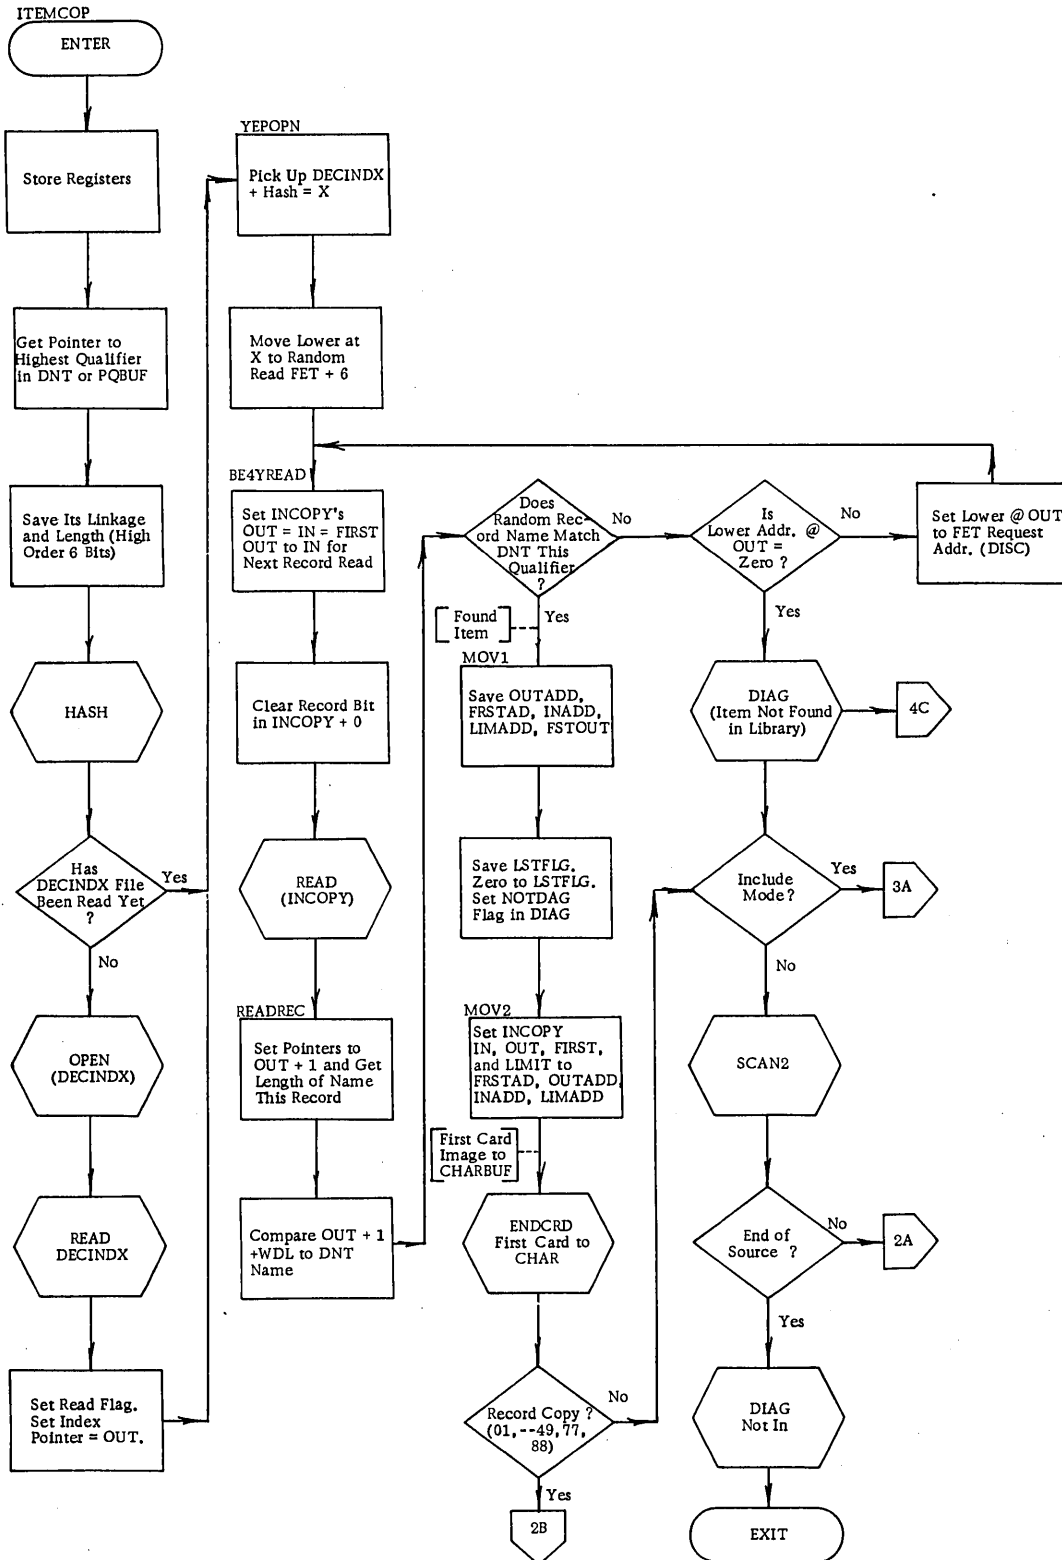 ITEMCOP
ENTER
Store Registers
Get Pointer to
Highest Qualifier
in DNT or PQBUF
Save Its Linkage
and Length (High
Order 6 Bits)
HASH
Has
DECINDX File
Been Read Yet
?
Yes
No
OPEN
(DECINDX)
READ
DECINDX
Set Read Flag.
Set Index
Pointer = OUT.
YEPOPN
Pick Up DECINDX
+ Hash = X
Move Lower at
X to Random
Read FET + 6
BE4YREAD
Set INCOPY's
OUT = IN = FIRST
OUT to IN for
Next Record Read
Clear Record Bit
in INCOPY + 0
READ
(INCOPY)
READREC
Set Pointers to
OUT + 1 and Get
Length of Name
This Record
Compare OUT + 1
+WDL to DNT
Name
Does
Random Rec-
ord Name Match
DNT This
Qualifier
?
No
Yes
[Found
Item]
MOV1
Save OUTADD,
FRSTAD, INADD,
LIMADD, FSTOUT
Save LSTFLG.
Zero to LSTFLG.
Set NOTDAG
Flag in DIAG
MOV2
Set INCOPY
IN, OUT, FIRST,
and LIMIT to
FRSTAD, OUTADD,
INADD, LIMADD
[First Card
Image to
CHARBUF]
ENDCRD
First Card to
CHAR
Record Copy ?
(01,--49,77,
88)
No
Yes
2B
Is
Lower Addr. @
OUT =
Zero ?
No
Yes
Set Lower @ OUT
to FET Request
Addr. (DISC)
DIAG
(Item Not Found
in Library)
4C
Include
Mode?
Yes
3A
No
SCAN2
End of
Source ?
No
2A
Yes
DIAG
Not In
EXIT